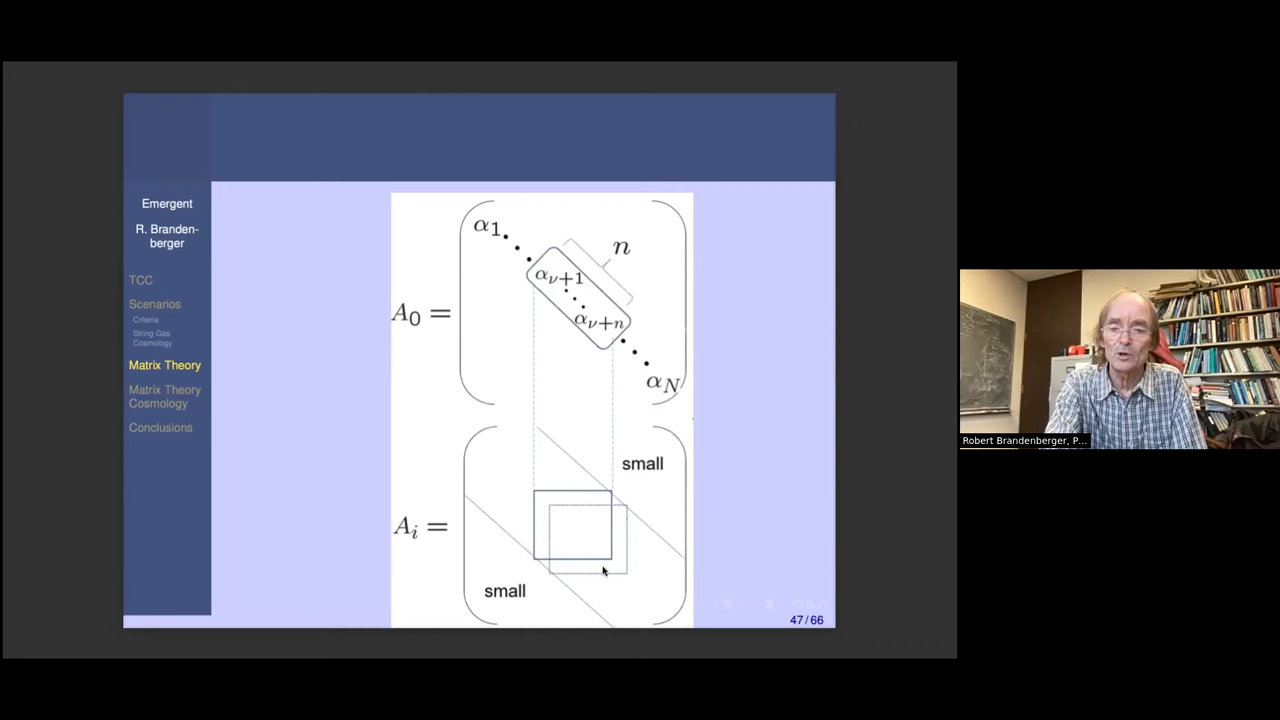 Emergent
R. Branden-
berger
TCC
Scenarios
Criteria
String Gas
Cosmology
Matrix Theory
Matrix Theory
Cosmology
Conclusions
α1
n
αν+1
A0 =
αν+n
αN
small
Ai =
small
47/66
Robert Brandenberger, P...